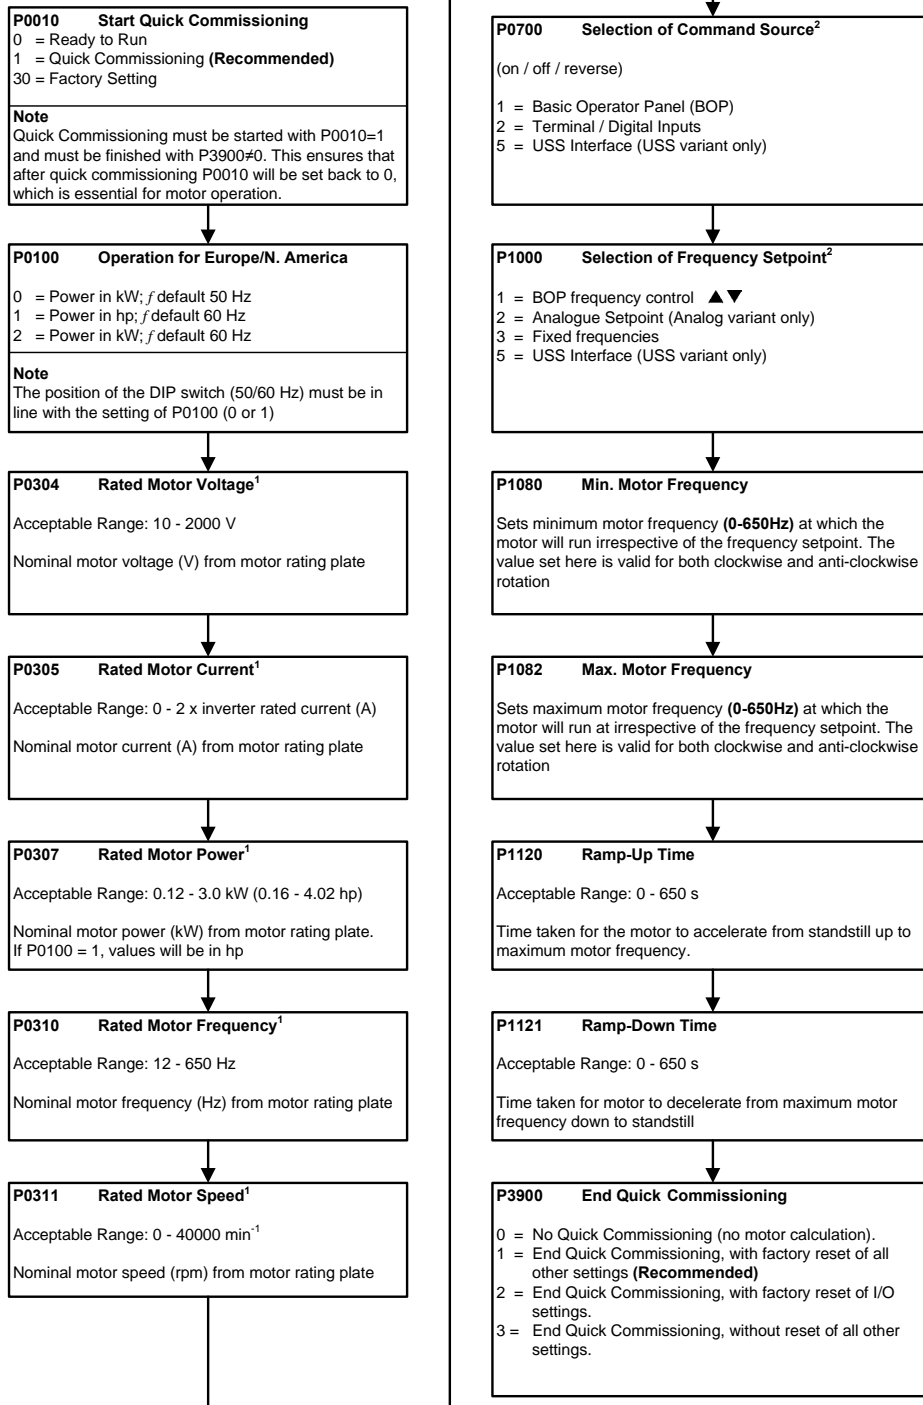 P0010 Start Quick Commissioning
0 = Ready to Run
1 = Quick Commissioning (Recommended)
30 = Factory Setting
Note
Quick Commissioning must be started with P0010=1
and must be finished with P3900≠0. This ensures that
after quick commissioning P0010 will be set back to 0,
which is essential for motor operation.
P0100 Operation for Europe/N. America
0 = Power in kW; f default 50 Hz
1 = Power in hp; f default 60 Hz
2 = Power in kW; f default 60 Hz
Note
The position of the DIP switch (50/60 Hz) must be in
line with the setting of P0100 (0 or 1)
P0304 Rated Motor Voltage¹
Acceptable Range: 10 - 2000 V
Nominal motor voltage (V) from motor rating plate
P0305 Rated Motor Current¹
Acceptable Range: 0 - 2 x inverter rated current (A)
Nominal motor current (A) from motor rating plate
P0307 Rated Motor Power¹
Acceptable Range: 0.12 - 3.0 kW (0.16 - 4.02 hp)
Nominal motor power (kW) from motor rating plate.
If P0100 = 1, values will be in hp
P0310 Rated Motor Frequency¹
Acceptable Range: 12 - 650 Hz
Nominal motor frequency (Hz) from motor rating plate
P0311 Rated Motor Speed¹
Acceptable Range: 0 - 40000 min⁻¹
Nominal motor speed (rpm) from motor rating plate
P0700 Selection of Command Source²
(on / off / reverse)
1 = Basic Operator Panel (BOP)
2 = Terminal / Digital Inputs
5 = USS Interface (USS variant only)
P1000 Selection of Frequency Setpoint²
1 = BOP frequency control ▲▼
2 = Analogue Setpoint (Analog variant only)
3 = Fixed frequencies
5 = USS Interface (USS variant only)
P1080 Min. Motor Frequency
Sets minimum motor frequency (0-650Hz) at which the
motor will run irrespective of the frequency setpoint. The
value set here is valid for both clockwise and anti-clockwise
rotation
P1082 Max. Motor Frequency
Sets maximum motor frequency (0-650Hz) at which the
motor will run at irrespective of the frequency setpoint. The
value set here is valid for both clockwise and anti-clockwise
rotation
P1120 Ramp-Up Time
Acceptable Range: 0 - 650 s
Time taken for the motor to accelerate from standstill up to
maximum motor frequency.
P1121 Ramp-Down Time
Acceptable Range: 0 - 650 s
Time taken for motor to decelerate from maximum motor
frequency down to standstill
P3900 End Quick Commissioning
0 = No Quick Commissioning (no motor calculation).
1 = End Quick Commissioning, with factory reset of all
other settings (Recommended)
2 = End Quick Commissioning, with factory reset of I/O
settings.
3 = End Quick Commissioning, without reset of all other
settings.